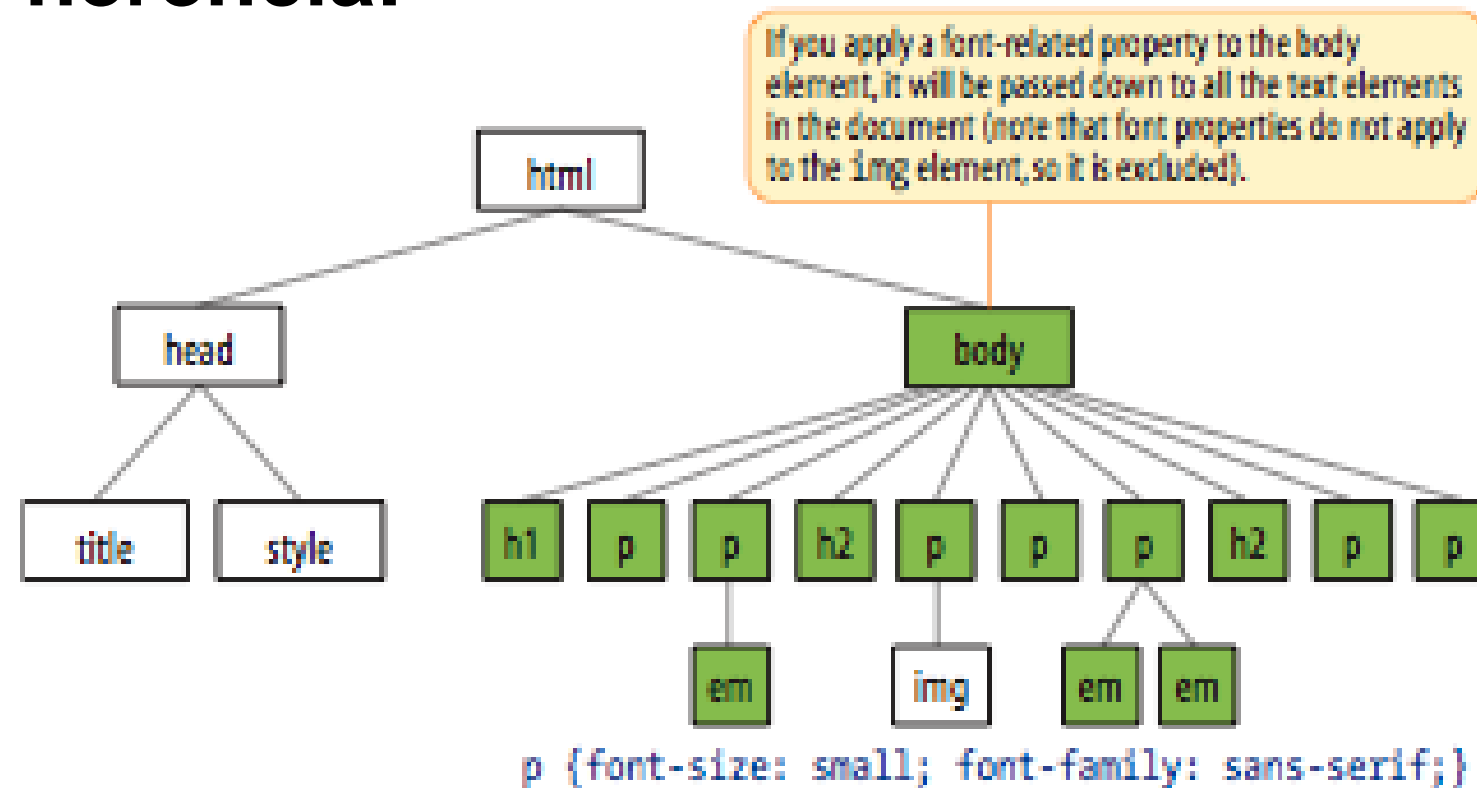 herencia:
If you apply a font-related property to the body
element, it will be passed down to all the text elements
in the document (note that font properties do not apply
to the img element, so it is excluded).
html
head
body
title
style
h1
p
p
h2
p
p
p
h2
p
p
em
img
em
em
p {font-size: small; font-family: sans-serif;}